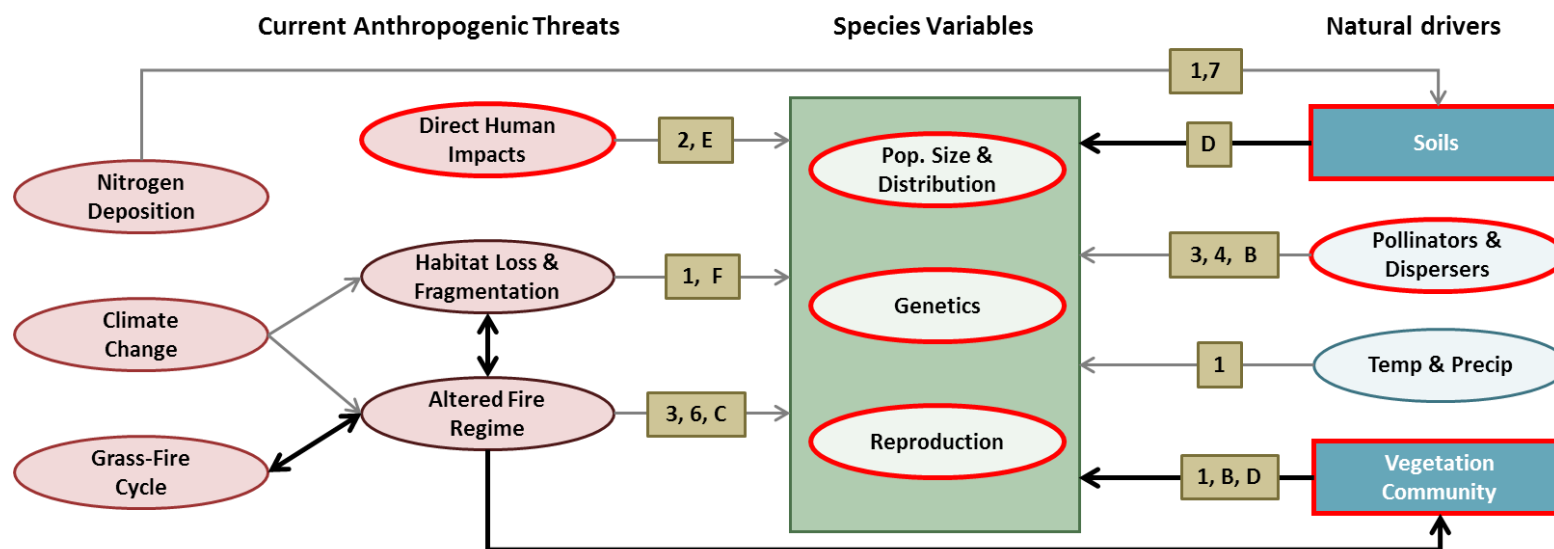 Current Anthropogenic Threats
Species Variables
Natural drivers
1,7
Direct Human
Impacts
2, E
Pop. Size &
Distribution
D
Soils
Nitrogen
Deposition
Habitat Loss &
Fragmentation
1, F
Genetics
3, 4, B
Pollinators &
Dispersers
Climate
Change
1
Temp & Precip
Altered Fire
Regime
3, 6, C
Reproduction
Grass-Fire
Cycle
1, B, D
Vegetation
Community